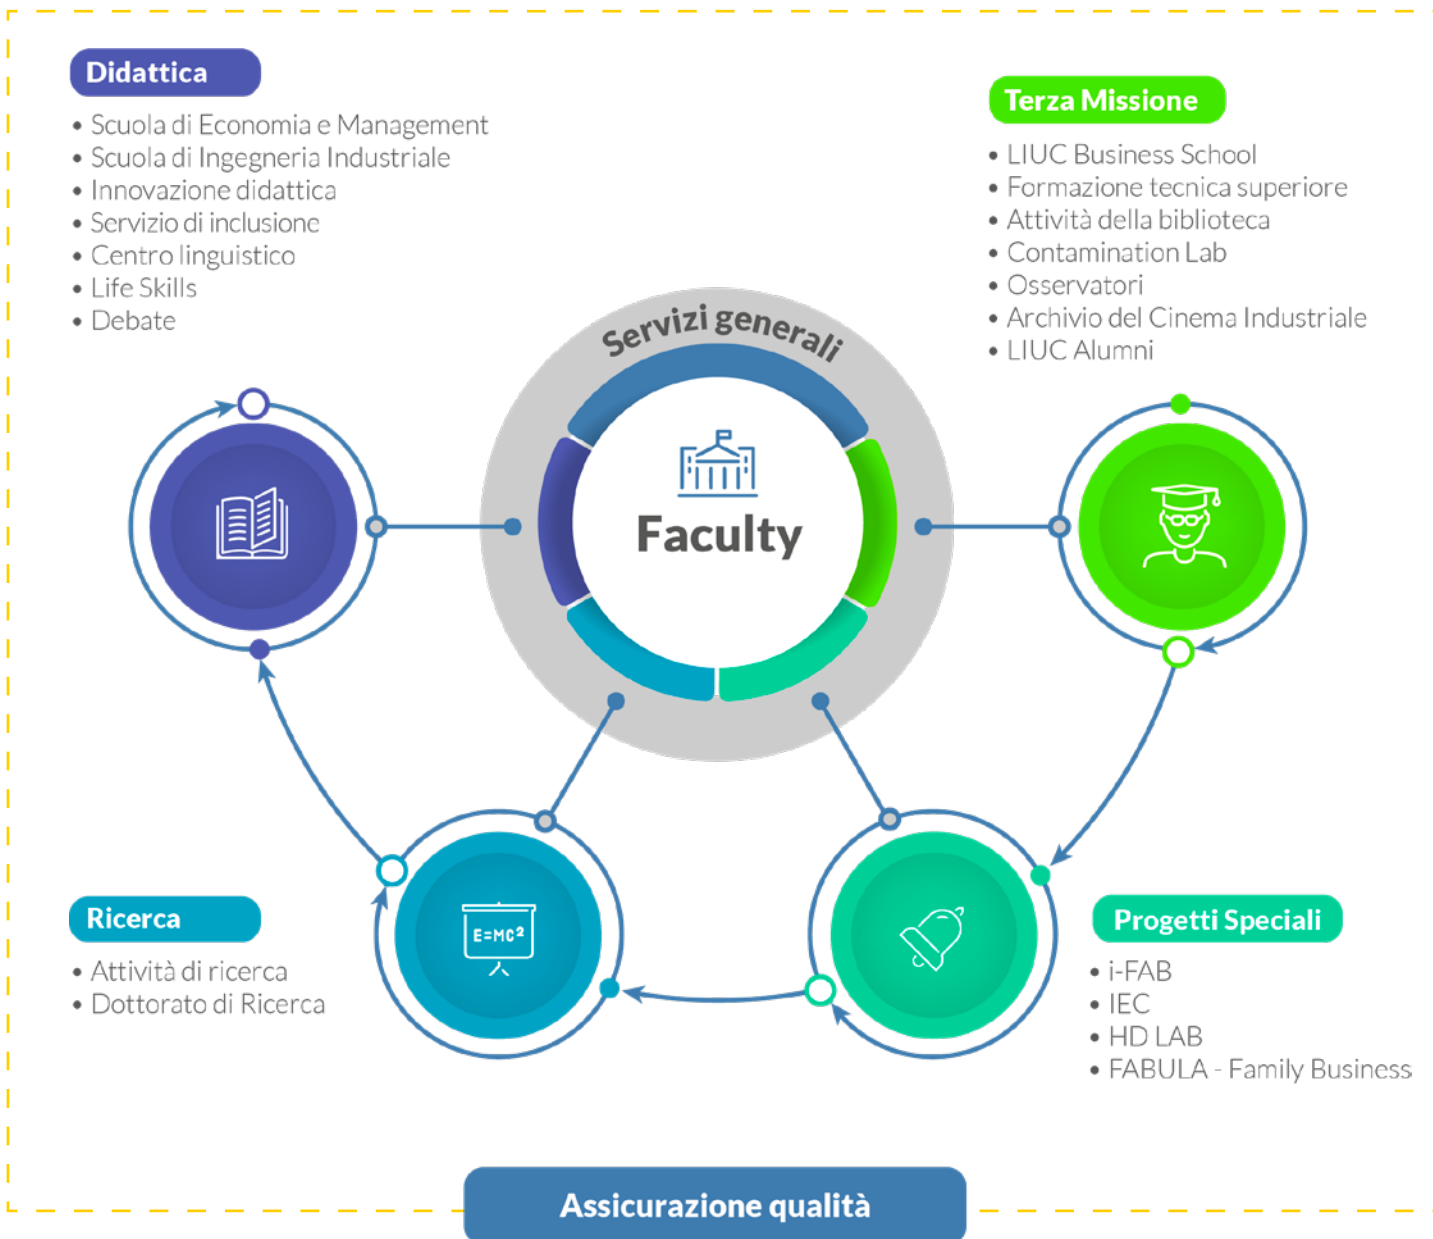 Didattica
• Scuola di Economia e Management
• Scuola di Ingegneria Industriale
• Innovazione didattica
• Servizio di inclusione
• Centro linguistico
• Life Skills
• Debate
Terza Missione
• LIUC Business School
• Formazione tecnica superiore
• Attività della biblioteca
• Contamination Lab
• Osservatori
• Archivio del Cinema Industriale
• LIUC Alumni
Servizi generali
Faculty
Ricerca
• Attività di ricerca
• Dottorato di Ricerca
E=MC²
Progetti Speciali
• i-FAB
• IEC
• HD LAB
• FABULA - Family Business
Assicurazione qualità